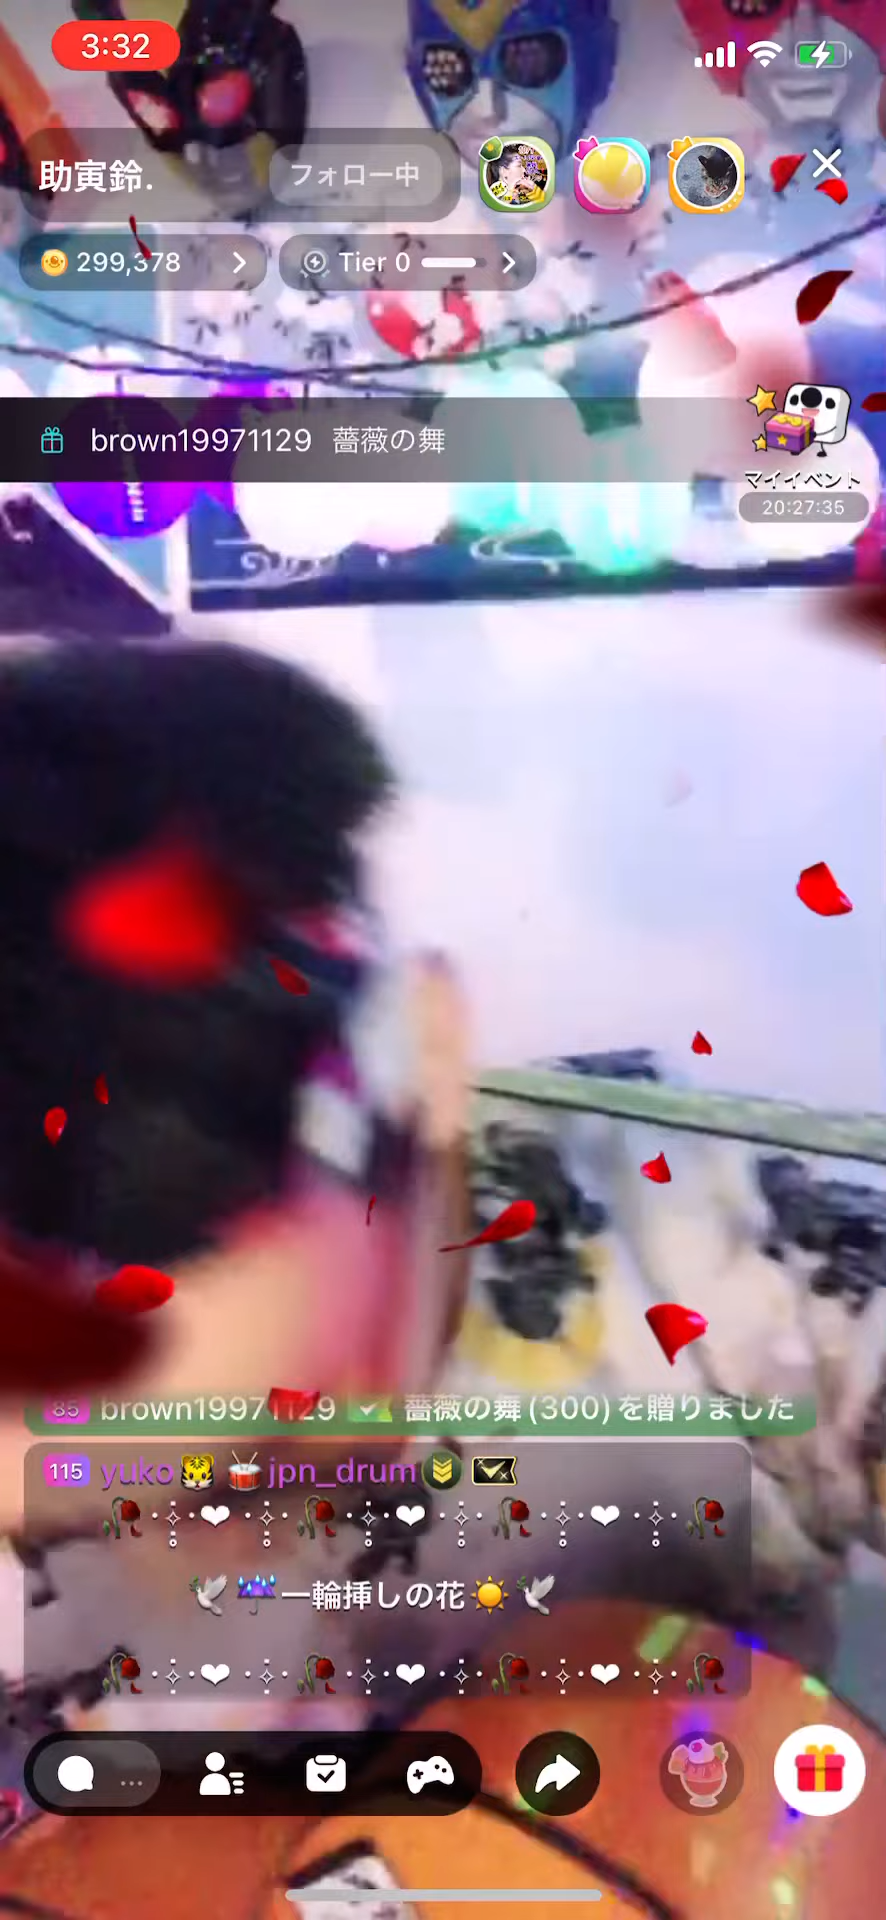 3:32
助寅鈴.
フォロー中
299,378
Tier 0
brown19971129 薔薇の舞
マイイベント
20:27:35
85 brown19971129 薔薇の舞 (300) を贈りました
115 yuko🐯🥁jpn_drum
🥀·⊹·❤·⊹·🥀·⊹·❤·⊹·🥀·⊹·❤·⊹·🥀
🕊☔一輪挿しの花☀🕊
🥀·⊹·❤·⊹·🥀·⊹·❤·⊹·🥀·⊹·❤·⊹·🥀
...